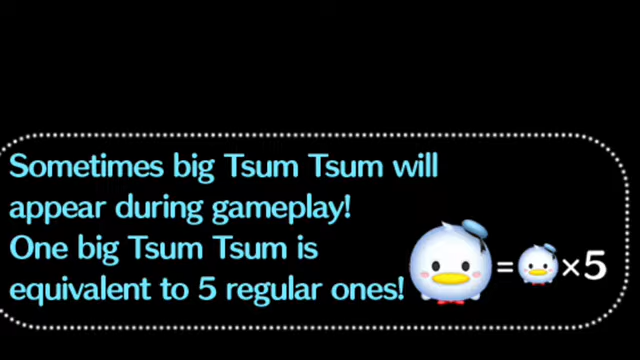 Sometimes big Tsum Tsum will
appear during gameplay!
One big Tsum Tsum is
equivalent to 5 regular ones!
=×5